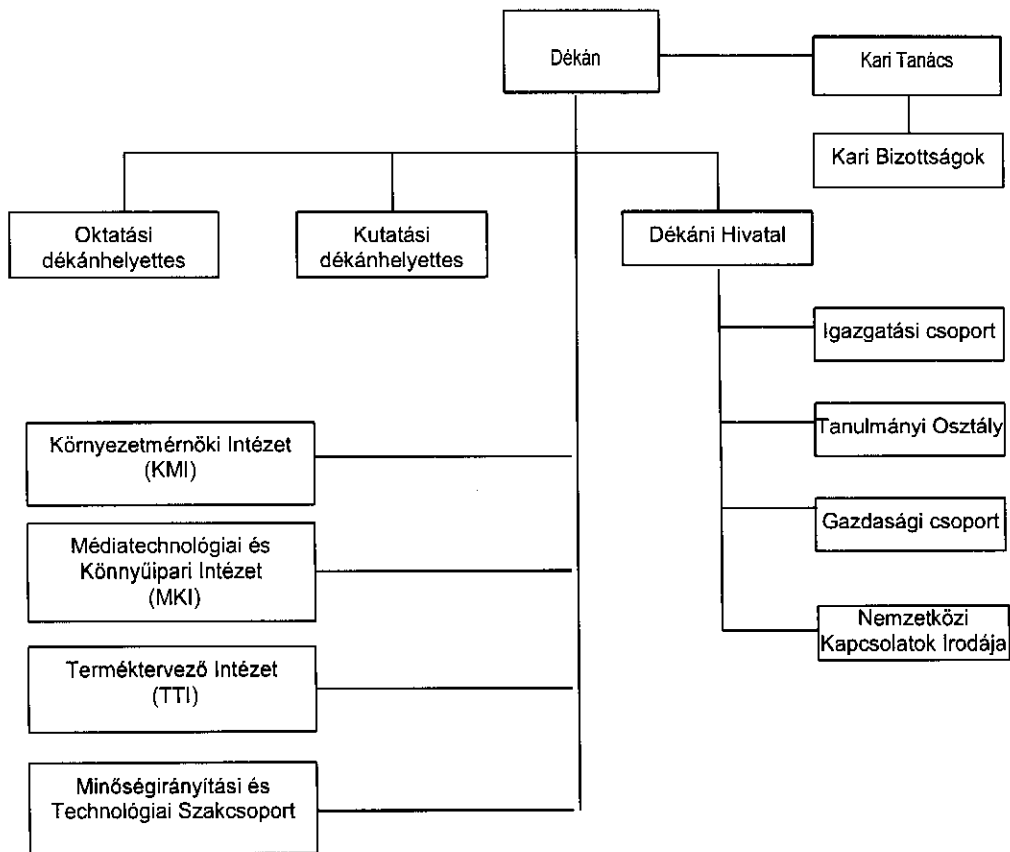 Dékán
Kari Tanács
Kari Bizottságok
Oktatási
dékánhelyettes
Kutatási
dékánhelyettes
Dékáni Hivatal
Igazgatási csoport
Tanulmányi Osztály
Gazdasági csoport
Nemzetközi
Kapcsolatok Irodája
Környezetmérnöki Intézet
(KMI)
Médiatechnológiai és
Könnyűipari Intézet
(MKI)
Terméktervező Intézet
(TTI)
Minőségirányítási és
Technológiai Szakcsoport